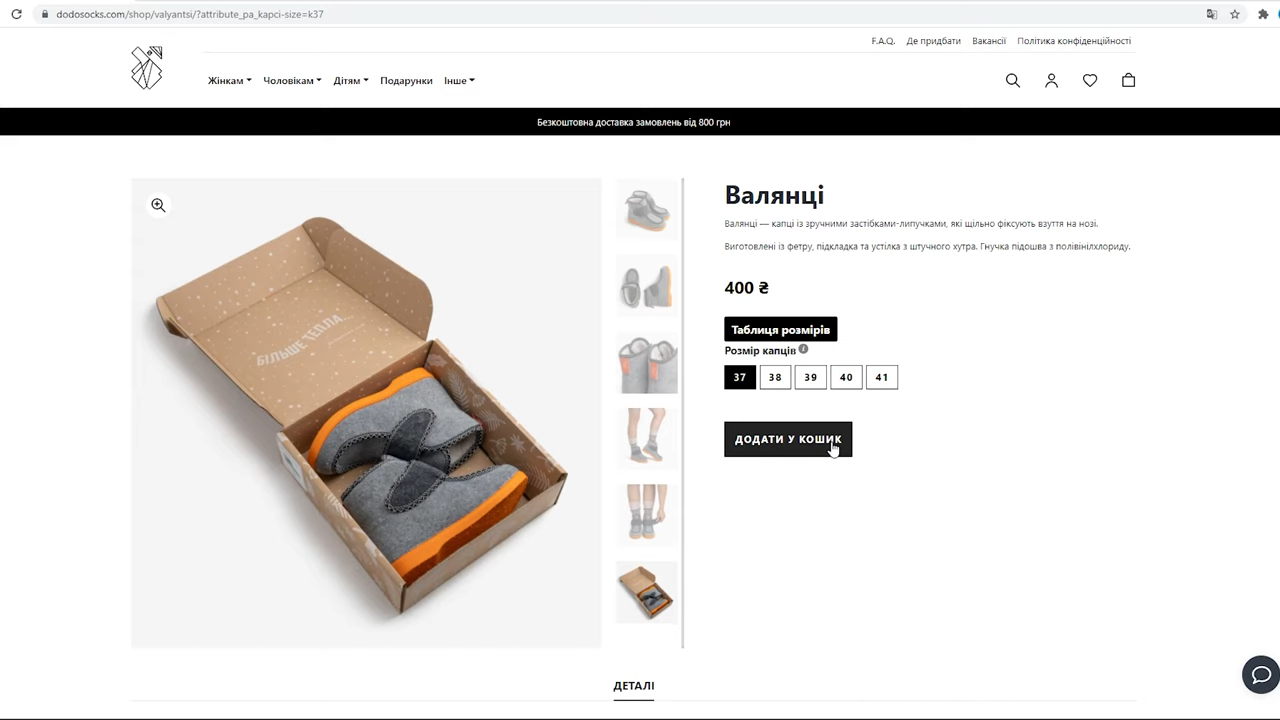 dodosocks.com/shop/valyantsi/?attribute_pa_kapci-size=k37
F.A.Q. Де придбати Вакансії Політика конфіденційності
Жінкам Чоловікам Дітям Подарунки Інше
Безкоштовна доставка замовлень від 800 грн
Валянці
Валянці — капці із зручними застібками-липучками, які щільно фіксують взуття на нозі.
Виготовлені із фетру, підкладка та устілка з штучного хутра. Гнучка підошва з полівінілхлориду.
400 ₴
Таблиця розмірів
Розмір капців
37 38 39 40 41
ДОДАТИ У КОШИК
БІЛЬШЕ ТЕПЛА...
ДЕТАЛІ